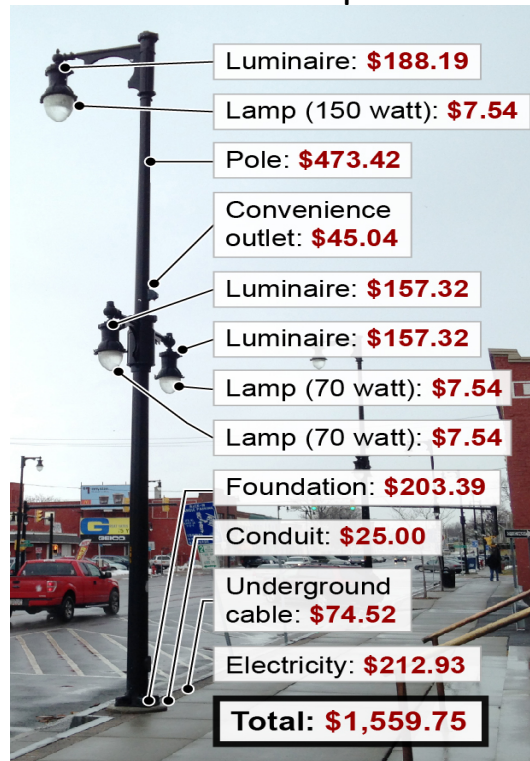 Luminaire: $188.19
Lamp (150 watt): $7.54
Pole: $473.42
Convenience
outlet: $45.04
Luminaire: $157.32
Luminaire: $157.32
Lamp (70 watt): $7.54
Lamp (70 watt): $7.54
Foundation: $203.39
Conduit: $25.00
Underground
cable: $74.52
Electricity: $212.93
Total: $1,559.75
GEICO